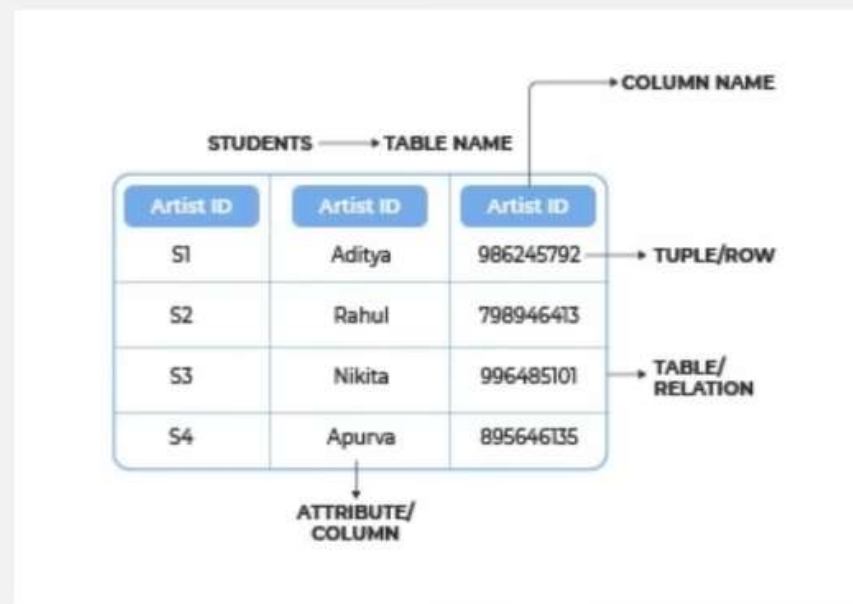 COLUMN NAME
STUDENTS TABLE NAME
Artist ID Artist ID Artist ID
S1 Aditya 986245792 TUPLE/ROW
S2 Rahul 798946413
S3 Nikita 996485101 TABLE/
RELATION
S4 Apurva 895646135
ATTRIBUTE/
COLUMN